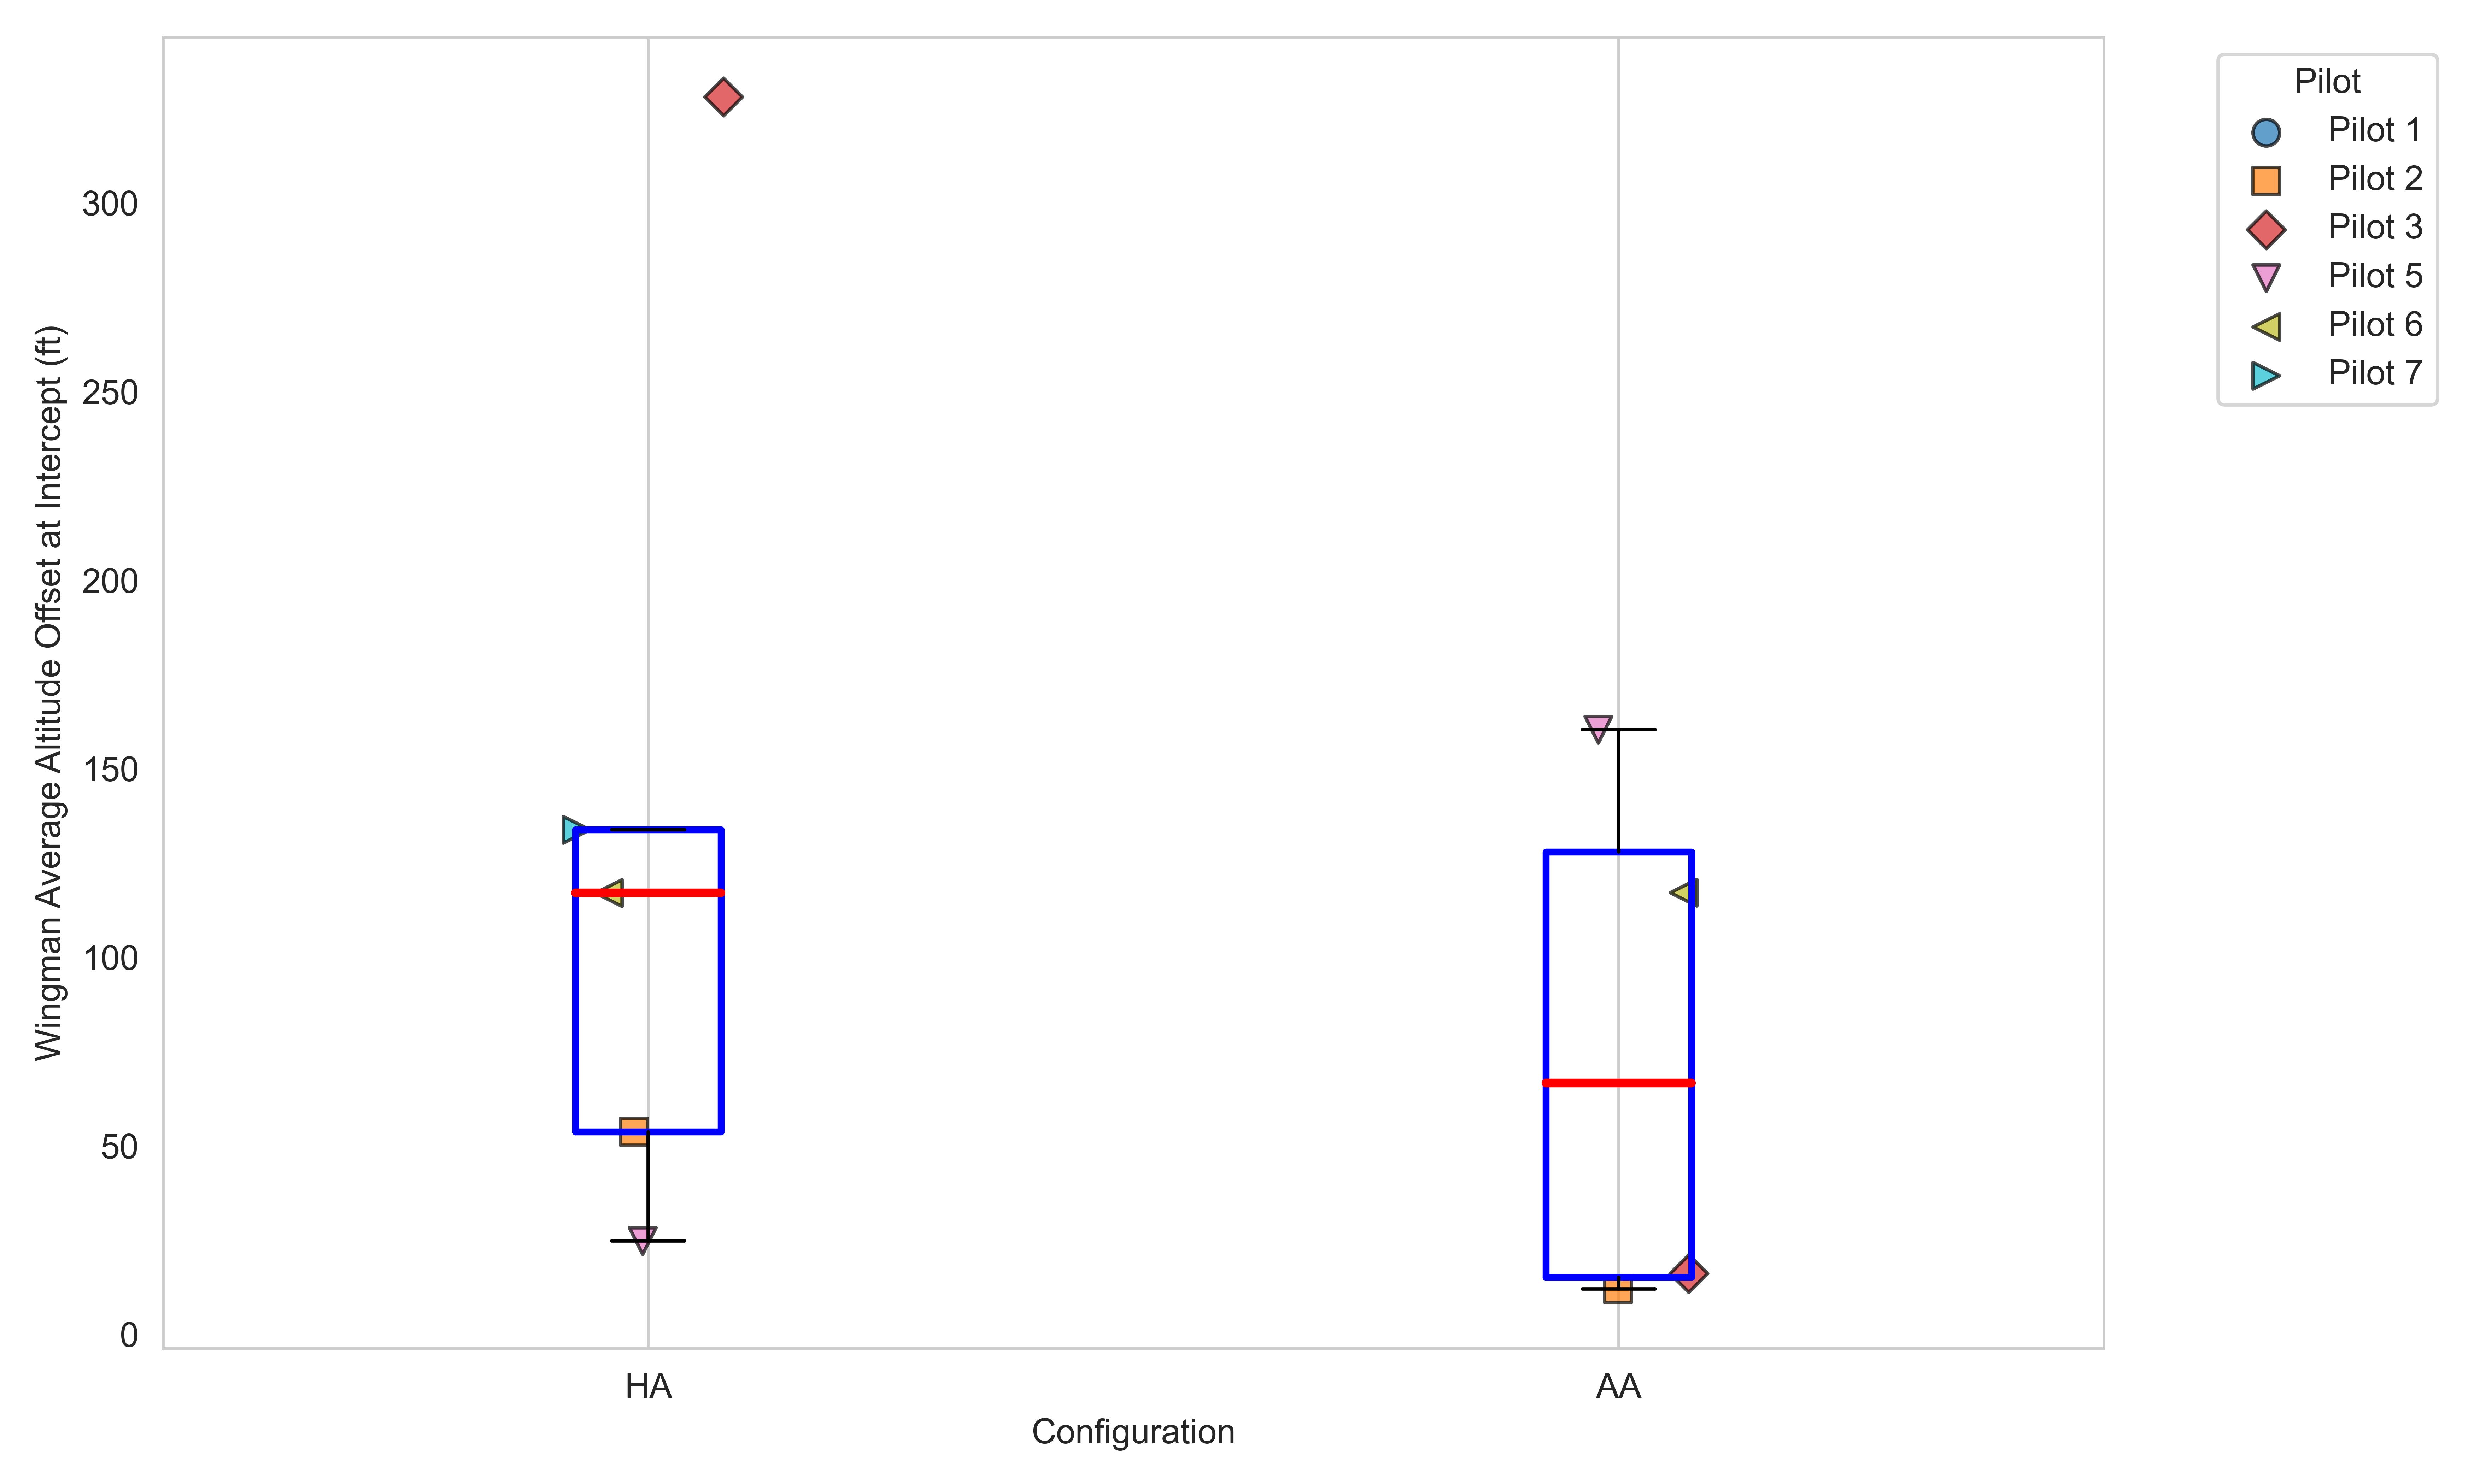 Pilot
Pilot 1
Pilot 2
Pilot 3
Pilot 5
Pilot 6
Pilot 7
Wingman Average Altitude Offset at Intercept (ft)
300
250
200
150
100
50
0
HA
AA
Configuration